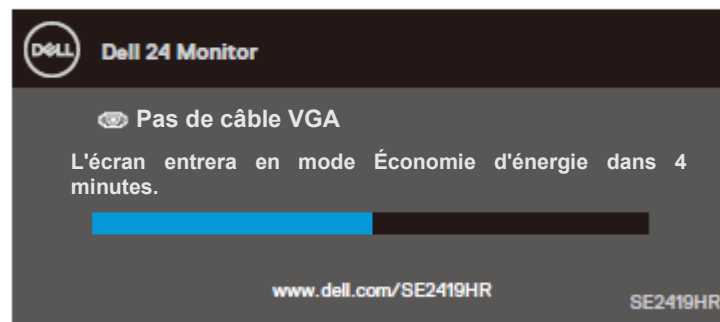 DELL
Dell 24 Monitor
Pas de câble VGA
L'écran entrera en mode Économie d'énergie dans 4
minutes.
www.dell.com/SE2419HR
SE2419HR